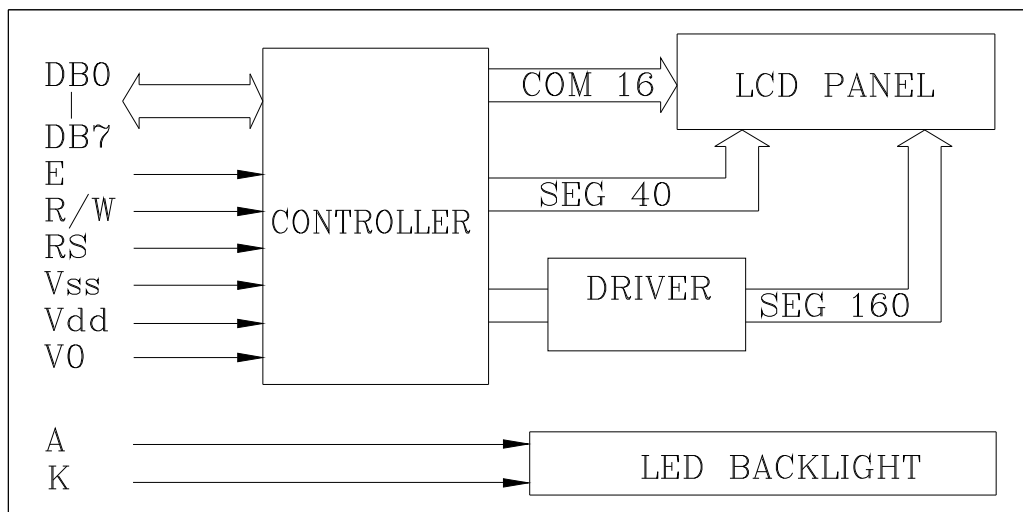 DB0
DB7
E
R/W
RS
Vss
Vdd
V0
A
K
CONTROLLER
COM 16
SEG 40
LCD PANEL
DRIVER
SEG 160
LED BACKLIGHT